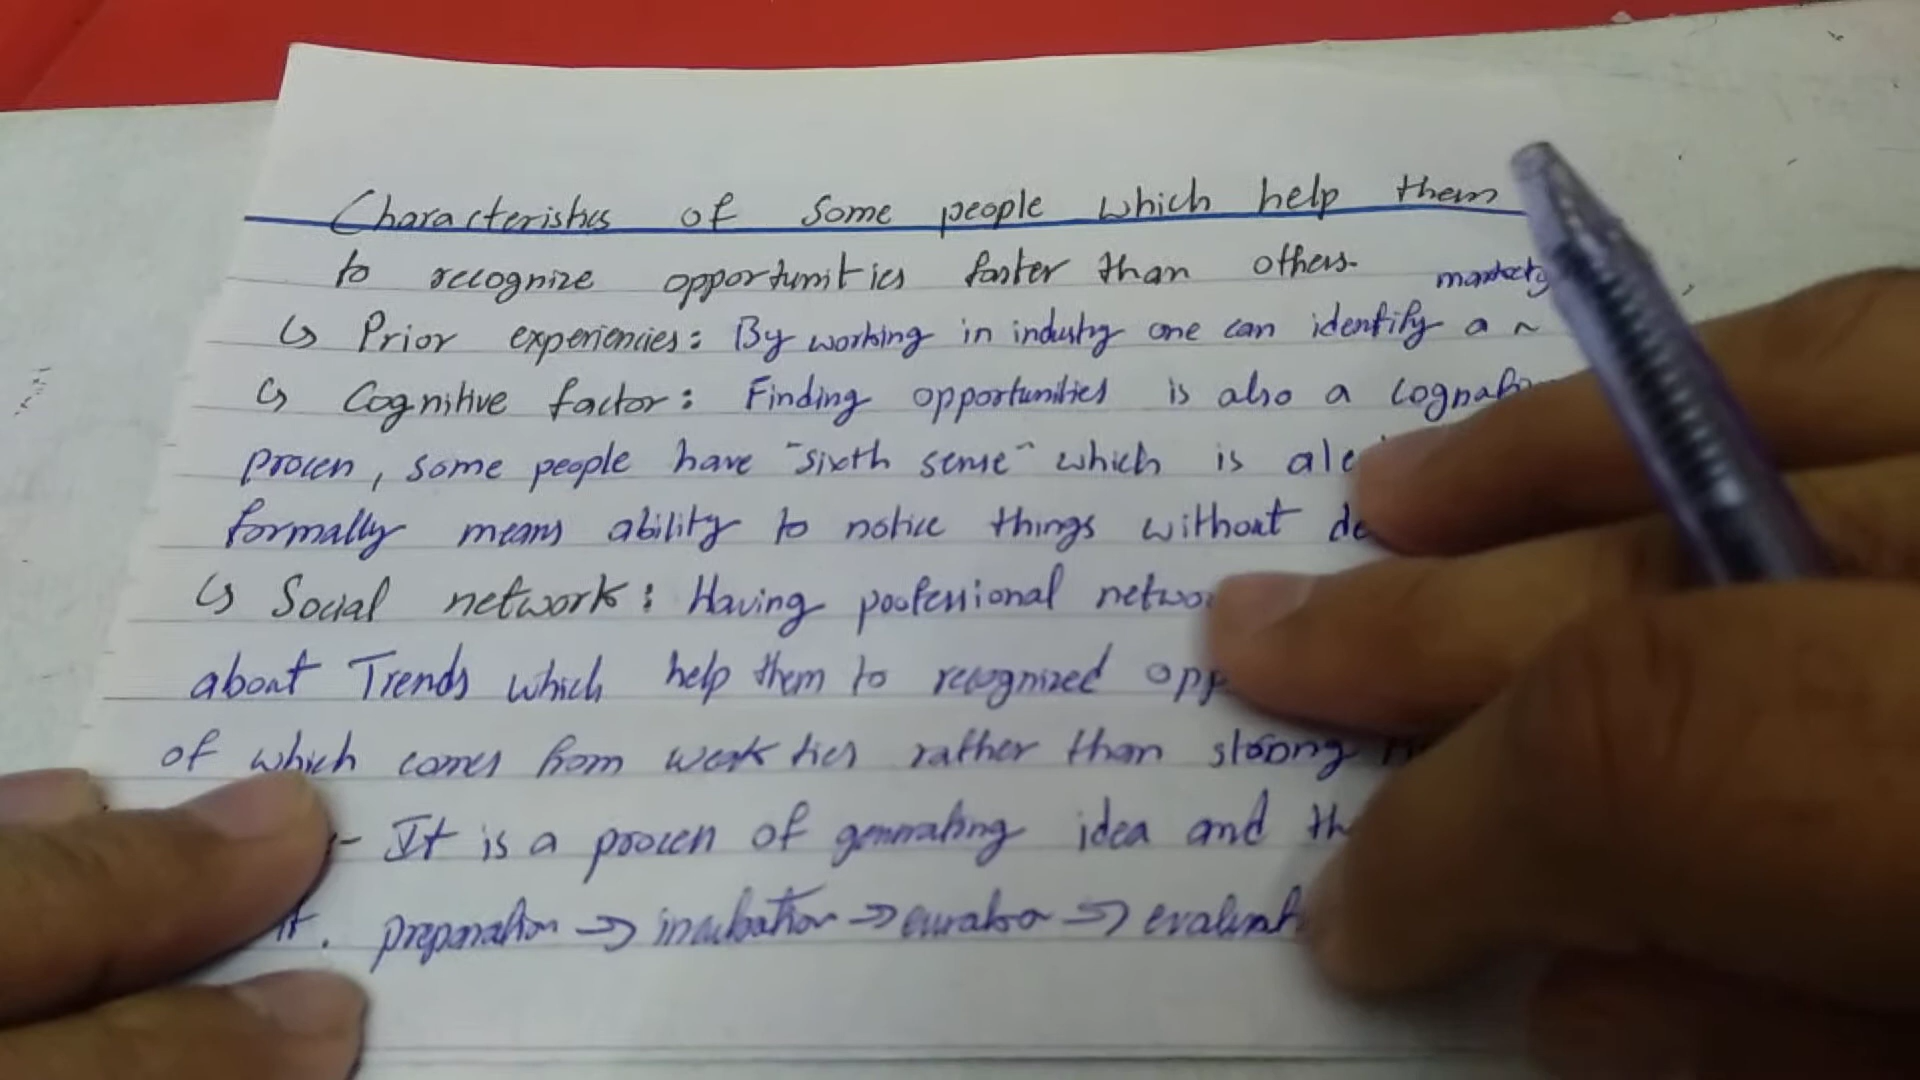 Characteristics of some people which help them
to recognize opportunities faster than others.
↳ Prior experiencies: By working in industry one can identify a ~
↳ Cognitive factor: Finding opportunities is also a
process, some people have "sixth sense" which is
formally means ability to notice things without
↳ Social network: Having professional
about Trends which help them to recognized
of which comes from weak ties rather than strong
- It is a process of generating idea and
preparation → incubation → →